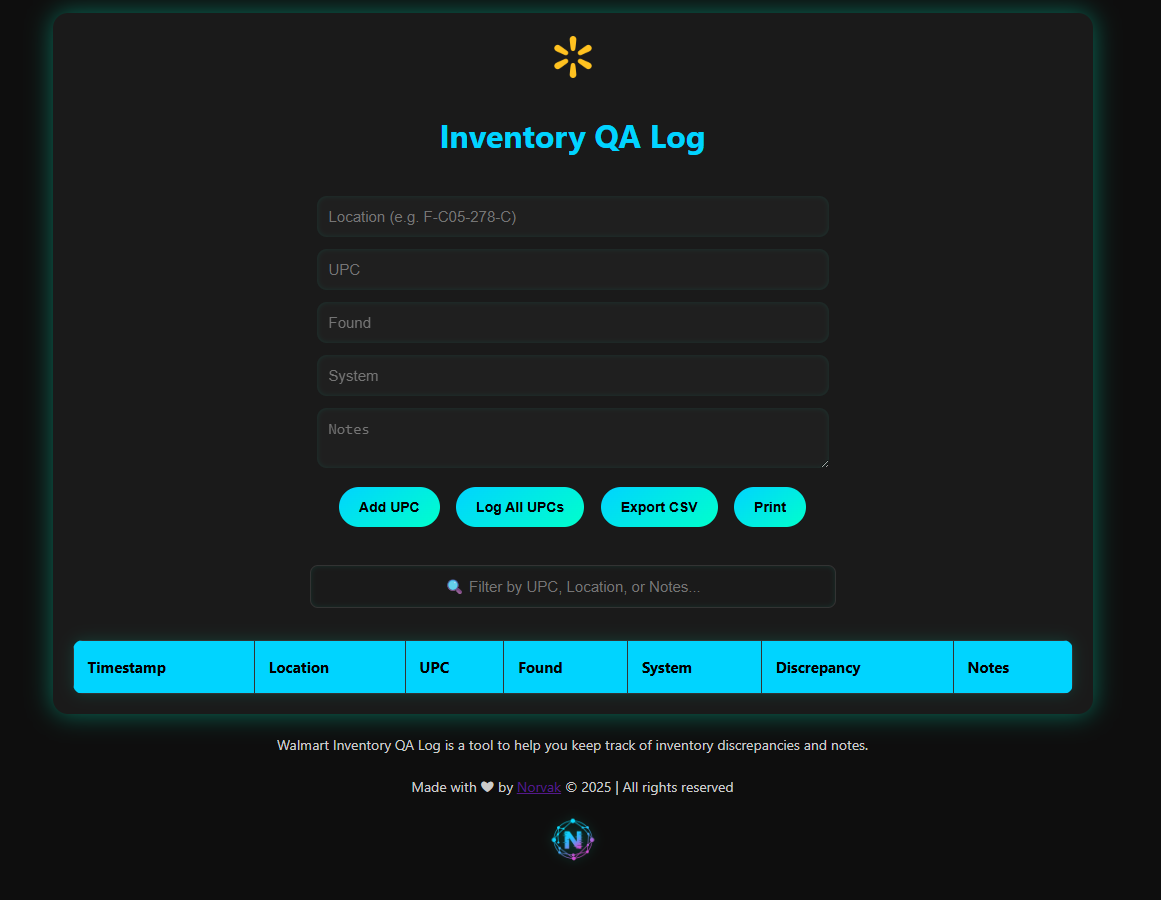 Inventory QA Log
Location (e.g. F-C05-278-C)
UPC
Found
System
Notes
Add UPC Log All UPCs Export CSV Print
🔍 Filter by UPC, Location, or Notes...
Timestamp Location UPC Found System Discrepancy Notes
Walmart Inventory QA Log is a tool to help you keep track of inventory discrepancies and notes.
Made with ❤ by Norvak © 2025 | All rights reserved
N